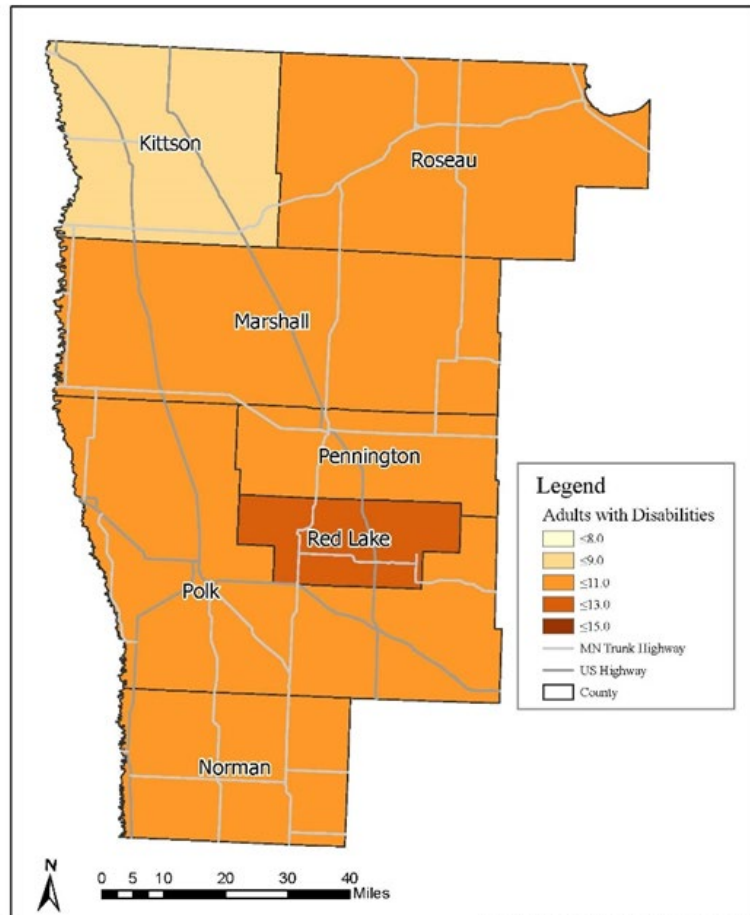 Kittson
Roseau
Marshall
Pennington
Red Lake
Polk
Norman
Legend
Adults with Disabilities
≤8.0
≤9.0
≤11.0
≤13.0
≤15.0
MN Trunk Highway
US Highway
County
N
0 5 10 20 30 40
Miles